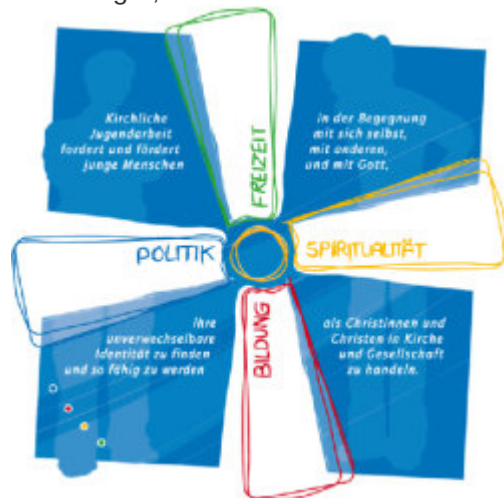 Kirchliche
Jugendarbeit
fordert und fördert
junge Menschen
in der Begegnung
mit sich selbst,
mit anderen,
und mit Gott,
FREIZEIT
POLITIK
SPIRITUALITÄT
BILDUNG
ihre
unverwechselbare
Identität zu finden
und so fähig zu werden
als Christinnen und
Christen in Kirche
und Gesellschaft
zu handeln.